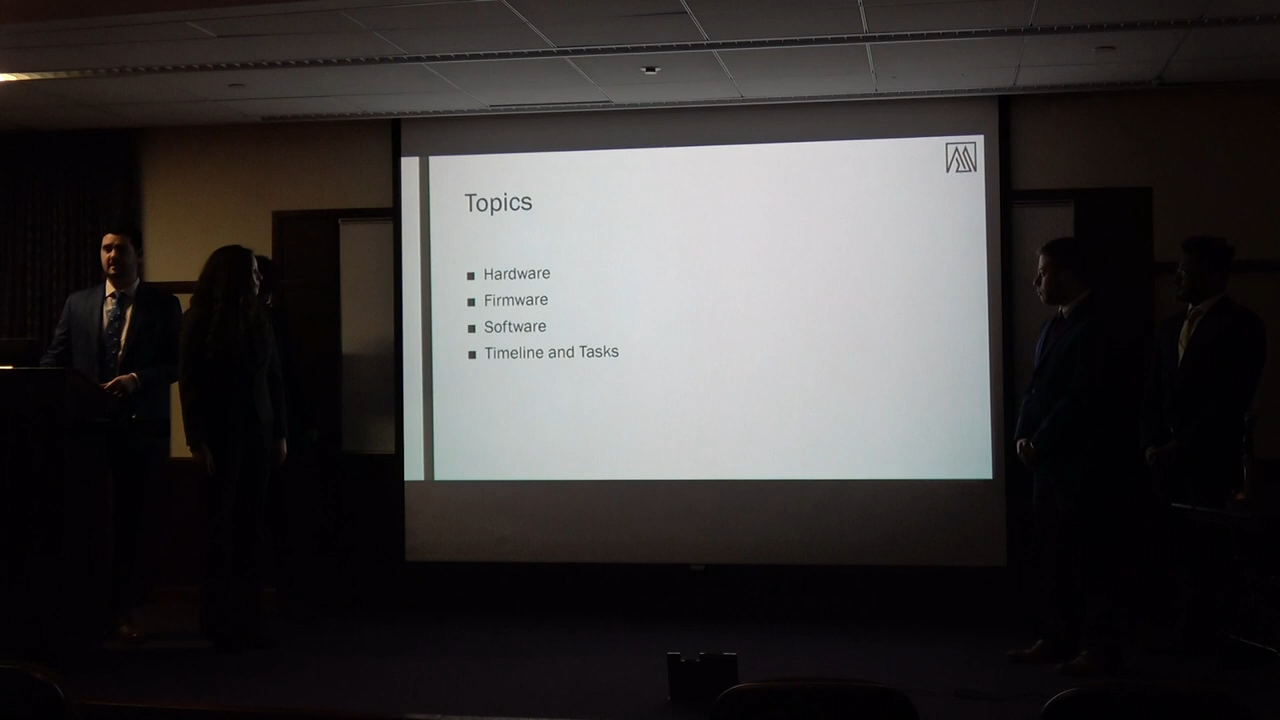 Topics
Hardware
Firmware
Software
Timeline and Tasks